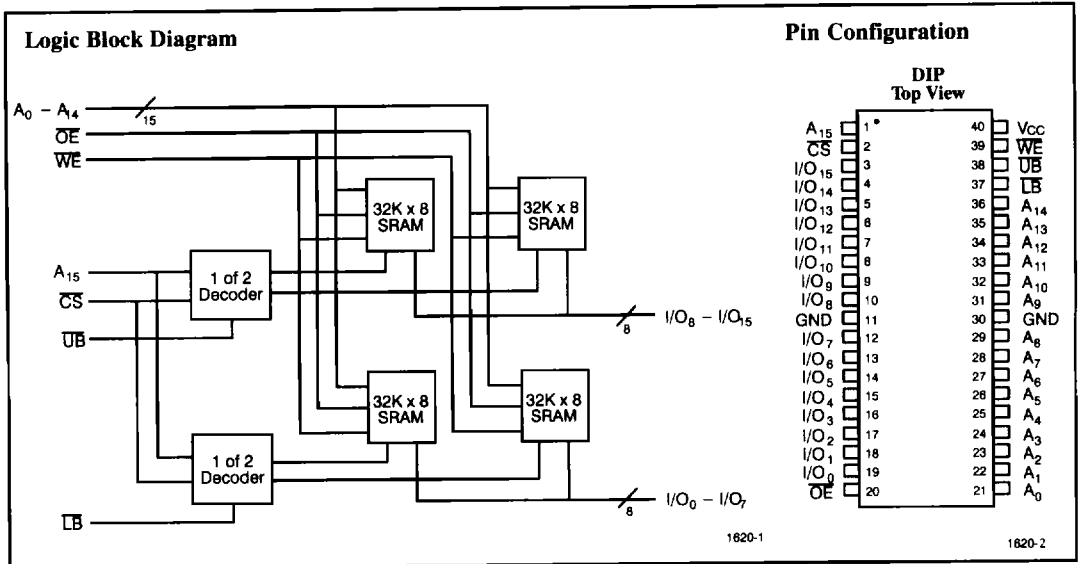 Logic Block Diagram
A0 – A14
15
OE
WE
32K x 8
SRAM
32K x 8
SRAM
A15
1 of 2
Decoder
CS
UB
8
I/O8 – I/O15
32K x 8
SRAM
32K x 8
SRAM
1 of 2
Decoder
LB
8
I/O0 – I/O7
1620-1
Pin Configuration
DIP
Top View
A15 1 40 VCC
CS 2 39 WE
I/O15 3 38 UB
I/O14 4 37 LB
I/O13 5 36 A14
I/O12 6 35 A13
I/O11 7 34 A12
I/O10 8 33 A11
I/O9 9 32 A10
I/O8 10 31 A9
GND 11 30 GND
I/O7 12 29 A8
I/O6 13 28 A7
I/O5 14 27 A6
I/O4 15 26 A5
I/O3 16 25 A4
I/O2 17 24 A3
I/O1 18 23 A2
I/O0 19 22 A1
OE 20 21 A0
1620-2